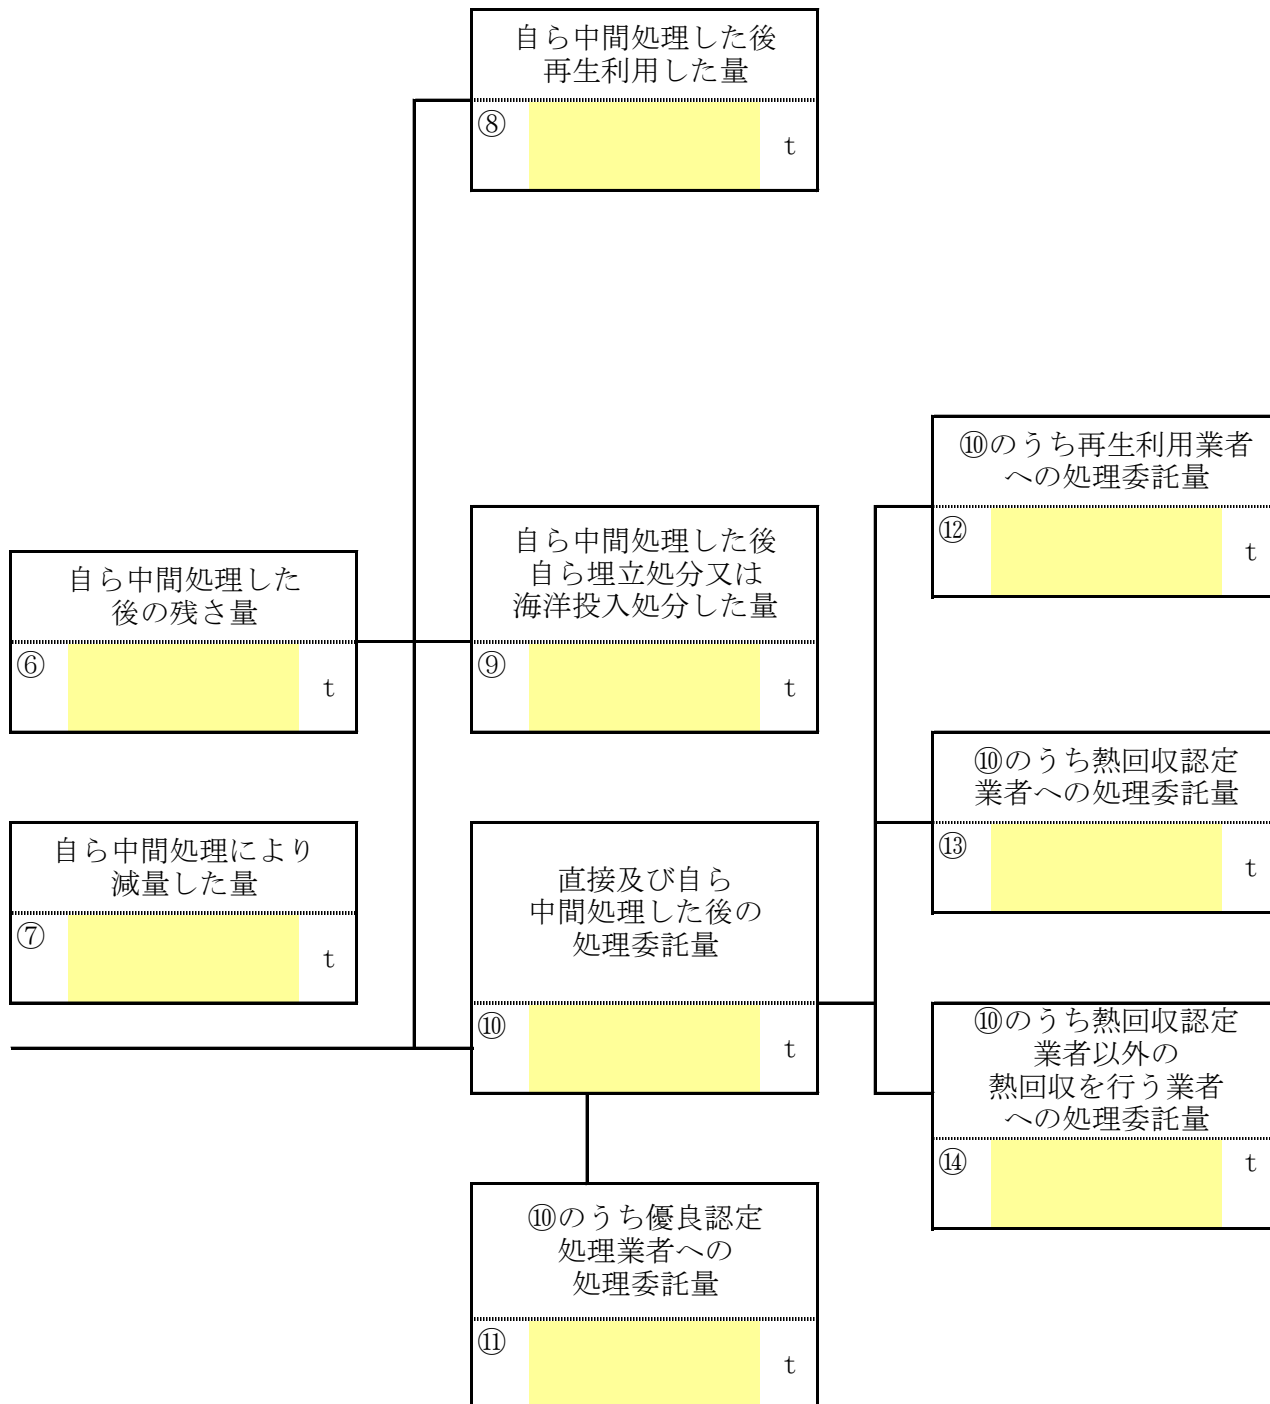 自ら中間処理した後
再生利用した量
⑧
t
⑩のうち再生利用業者
への処理委託量
⑫
t
自ら中間処理した後
自ら埋立処分又は
海洋投入処分した量
⑨
t
自ら中間処理した
後の残さ量
⑥
t
⑩のうち熱回収認定
業者への処理委託量
⑬
t
自ら中間処理により
減量した量
⑦
t
直接及び自ら
中間処理した後の
処理委託量
⑩
t
⑩のうち熱回収認定
業者以外の
熱回収を行う業者
への処理委託量
⑭
t
⑩のうち優良認定
処理業者への
処理委託量
⑪
t